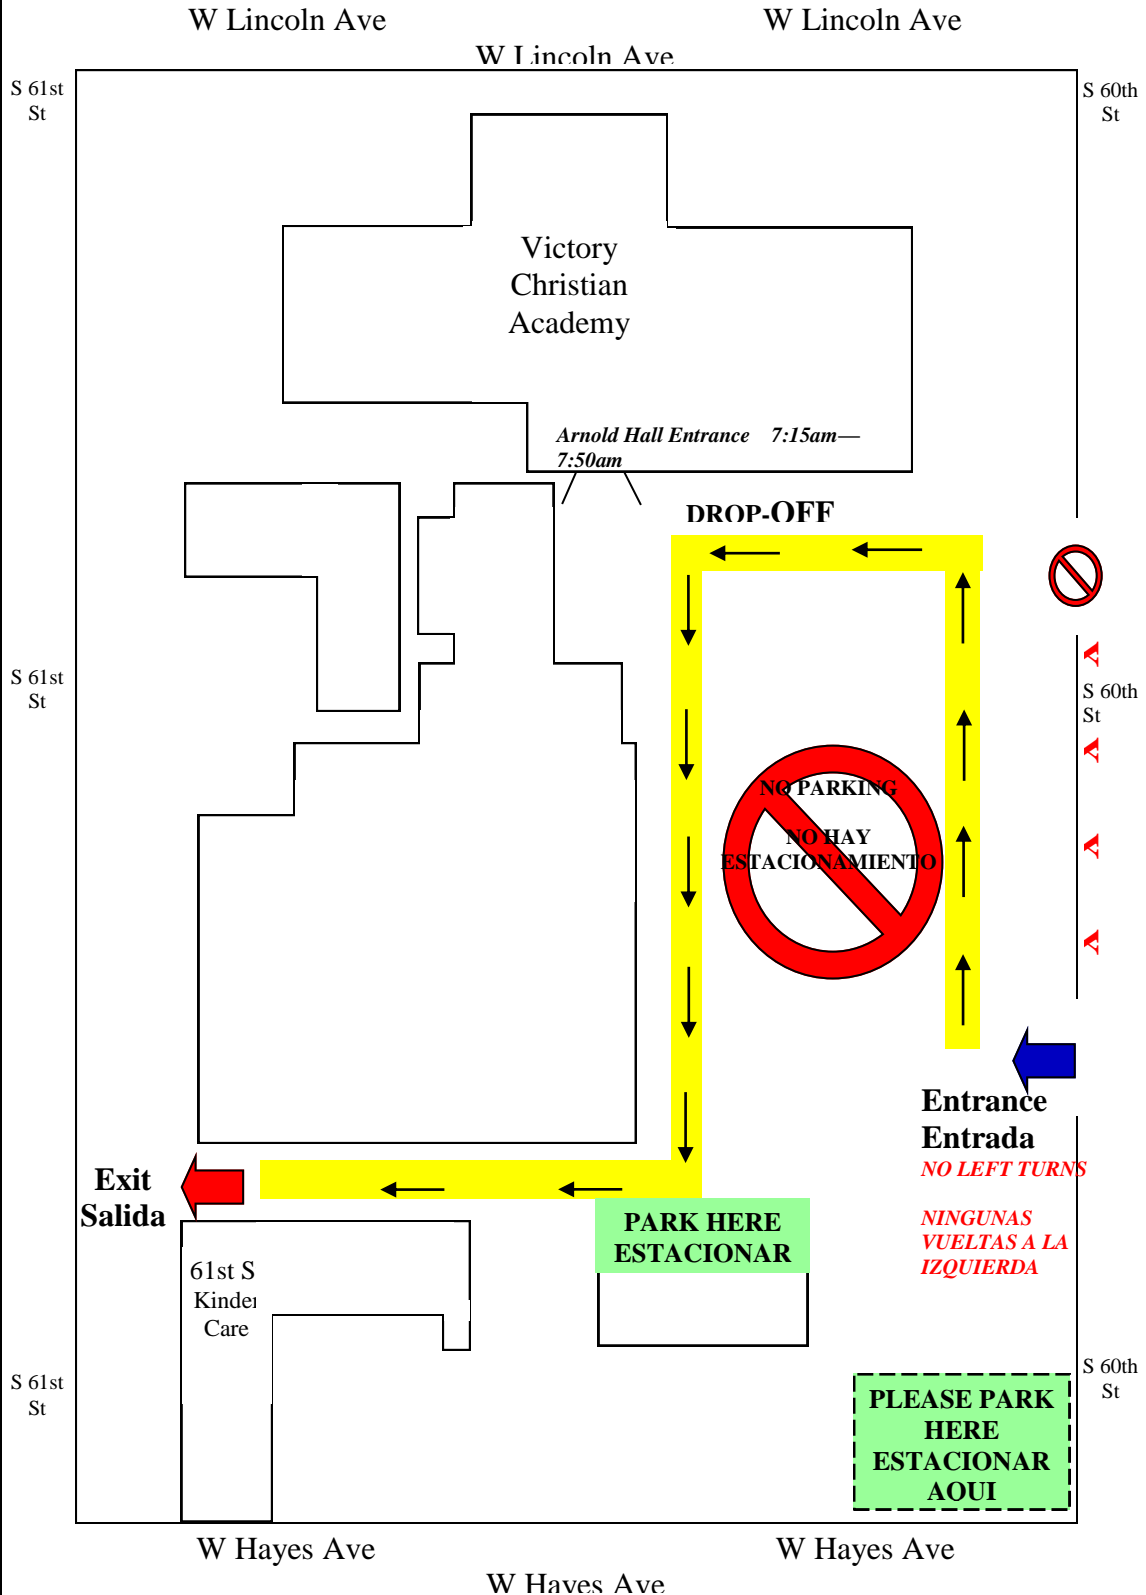 W Lincoln Ave
W Lincoln Ave
W Lincoln Ave
S 61st
St
S 60th
St
Victory
Christian
Academy
Arnold Hall Entrance 7:15am—
7:50am
DROP-OFF
S 61st
St
S 60th
St
NO PARKING
NO HAY
ESTACIONAMIENTO
Entrance
Entrada
NO LEFT TURNS
NINGUNAS
VUELTAS A LA
IZQUIERDA
Exit
Salida
PARK HERE
ESTACIONAR
61st S
Kinder
Care
S 61st
St
S 60th
St
PLEASE PARK
HERE
ESTACIONAR
AQUI
W Hayes Ave
W Hayes Ave
W Hayes Ave